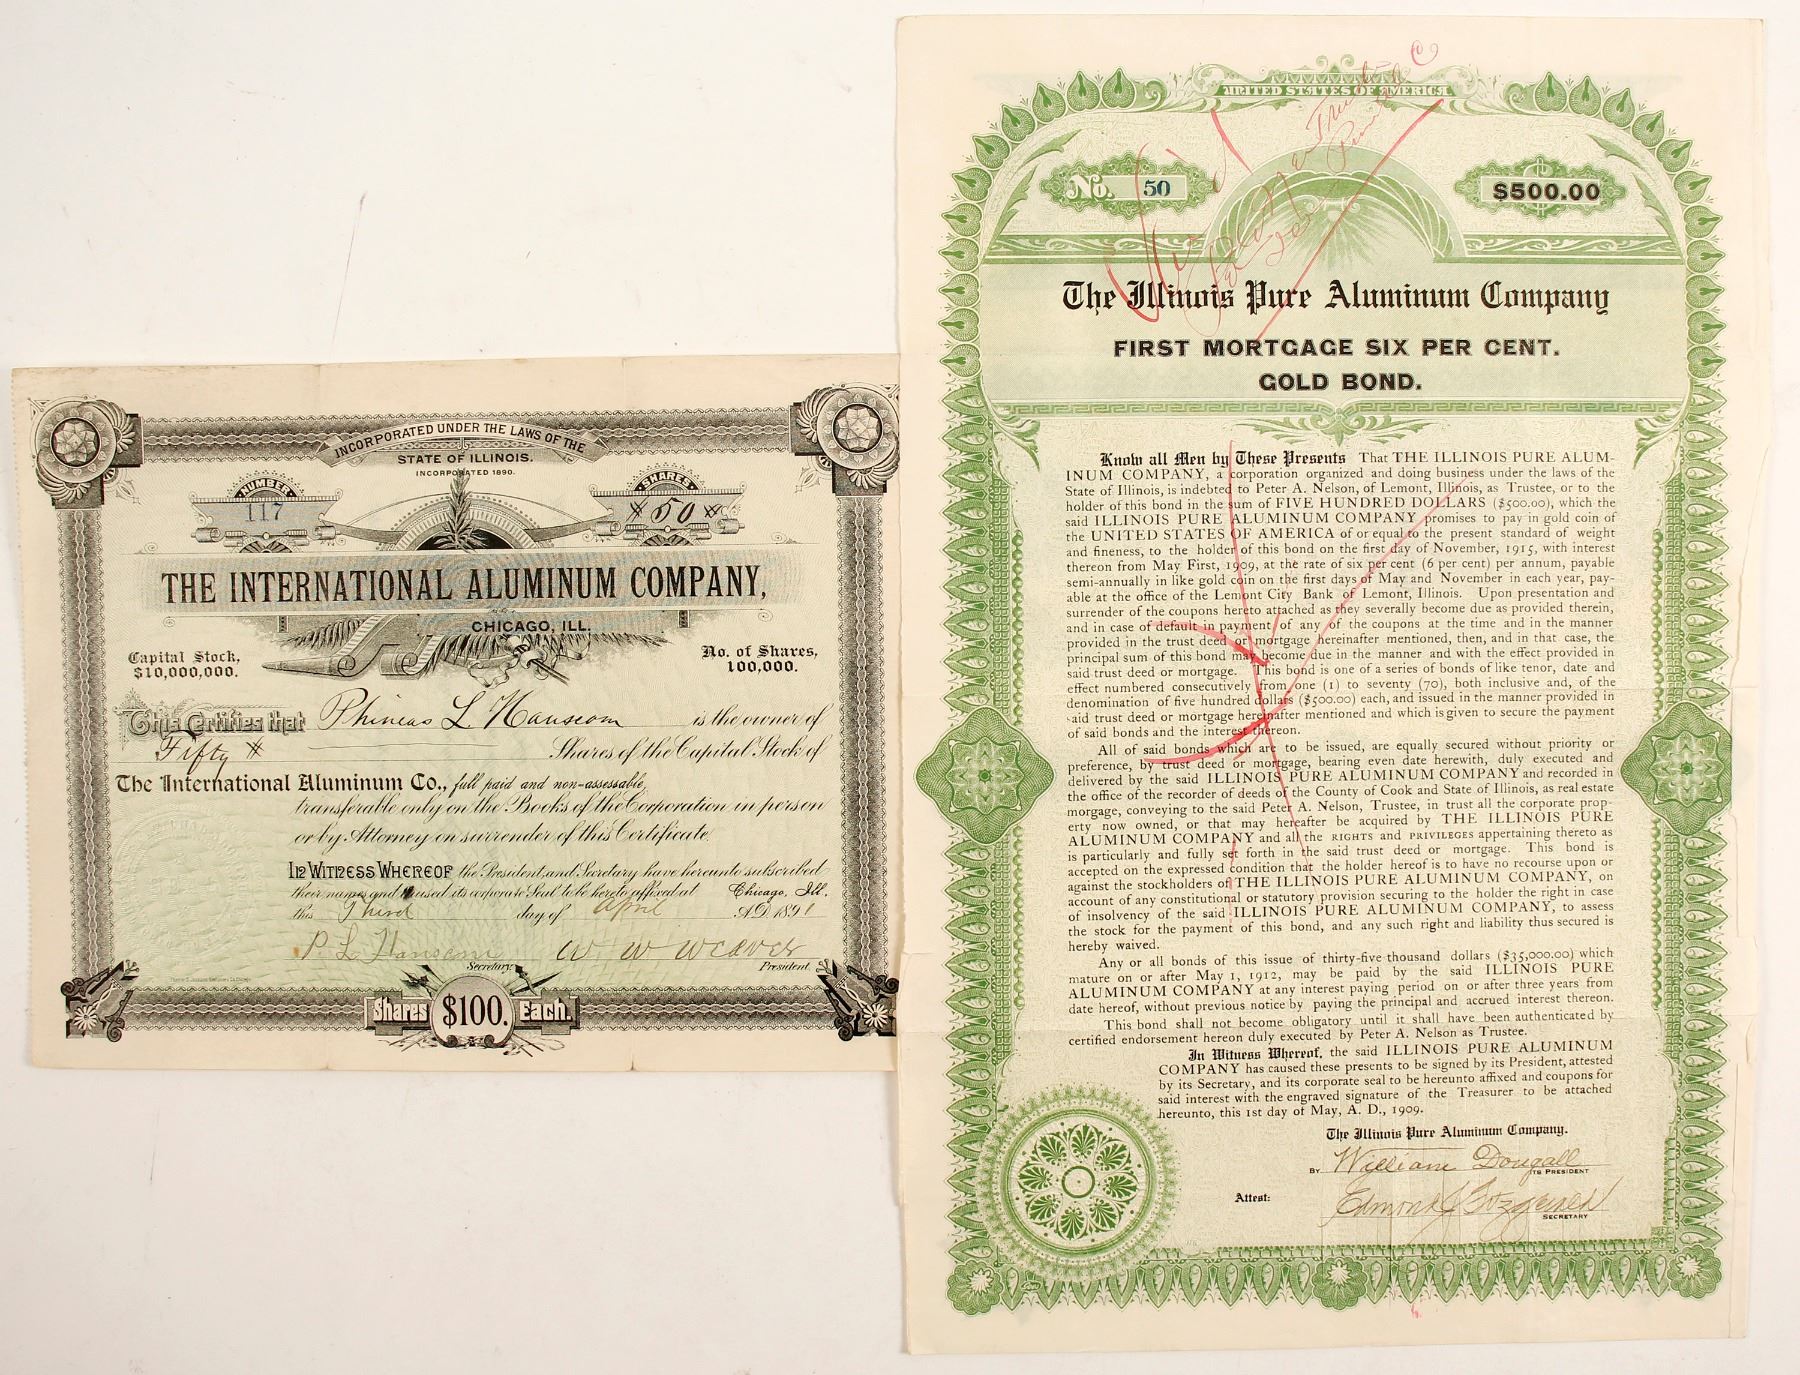 INCORPORATED UNDER THE LAWS OF THE
STATE OF ILLINOIS.
INCORPORATED 1890.
NUMBER
117
SHARES
50
THE INTERNATIONAL ALUMINUM COMPANY,
CHICAGO, ILL.
Capital Stock,
$10,000,000.
No. of Shares,
100,000.
This Certifies that Phineas L Hanscom is the owner of
Fifty Shares of the Capital Stock of
The International Aluminum Co., full paid and non-assessable,
transferable only on the Books of the Corporation in person
or by Attorney on surrender of this Certificate.
In Witness Whereof the President and Secretary have hereunto subscribed
their names and caused its corporate Seal to be hereto affixed at Chicago, Ill.
this Third day of April A.D. 1891
P. L. Hanscom W W Weaver
Secretary. President.
Shares $100. Each.
UNITED STATES OF AMERICA
No. 50
$500.00
The Illinois Pure Aluminum Company
FIRST MORTGAGE SIX PER CENT.
GOLD BOND.
Know all Men by These Presents That THE ILLINOIS PURE ALUM-
INUM COMPANY, a corporation organized and doing business under the laws of the
State of Illinois, is indebted to Peter A. Nelson, of Lemont, Illinois, as Trustee, or to the
holder of this bond in the sum of FIVE HUNDRED DOLLARS ($500.00), which the
said ILLINOIS PURE ALUMINUM COMPANY promises to pay in gold coin of
the UNITED STATES OF AMERICA of or equal to the present standard of weight
and fineness, to the holder of this bond on the first day of November, 1915, with interest
thereon from May First, 1909, at the rate of six per cent (6 per cent) per annum, payable
semi-annually in like gold coin on the first days of May and November in each year, pay-
able at the office of the Lemont City Bank of Lemont, Illinois. Upon presentation and
surrender of the coupons hereto attached as they severally become due as provided therein,
and in case of default in payment of any of the coupons at the time and in the manner
provided in the trust deed or mortgage hereinafter mentioned, then, and in that case, the
principal sum of this bond may become due in the manner and with the effect provided in
said trust deed or mortgage. This bond is one of a series of bonds of like tenor, date and
effect numbered consecutively from one (1) to seventy (70), both inclusive and, of the
denomination of five hundred dollars ($500.00) each, and issued in the manner provided in
said trust deed or mortgage hereinafter mentioned and which is given to secure the payment
of said bonds and the interest thereon.
All of said bonds which are to be issued, are equally secured without priority or
preference, by trust deed or mortgage, bearing even date herewith, duly executed and
delivered by the said ILLINOIS PURE ALUMINUM COMPANY and recorded in
the office of the recorder of deeds of the County of Cook and State of Illinois, as real estate
morgage, conveying to the said Peter A. Nelson, Trustee, in trust all the corporate prop-
erty now owned, or that may hereafter be acquired by THE ILLINOIS PURE
ALUMINUM COMPANY and all the RIGHTS and PRIVILEGES appertaining thereto as
is particularly and fully set forth in the said trust deed or mortgage. This bond is
accepted on the expressed condition that the holder hereof is to have no recourse upon or
against the stockholders of THE ILLINOIS PURE ALUMINUM COMPANY, on
account of any constitutional or statutory provision securing to the holder the right in case
of insolvency of the said ILLINOIS PURE ALUMINUM COMPANY, to assess
the stock for the payment of this bond, and any such right and liability thus secured is
hereby waived.
Any or all bonds of this issue of thirty-five thousand dollars ($35,000.00) which
mature on or after May 1, 1912, may be paid by the said ILLINOIS PURE
ALUMINUM COMPANY at any interest paying period on or after three years from
date hereof, without previous notice by paying the principal and accrued interest thereon.
This bond shall not become obligatory until it shall have been authenticated by
certified endorsement hereon duly executed by Peter A. Nelson as Trustee.
In Witness Whereof, the said ILLINOIS PURE ALUMINUM
COMPANY has caused these presents to be signed by its President, attested
by its Secretary, and its corporate seal to be hereunto affixed and coupons for
said interest with the engraved signature of the Treasurer to be attached
hereunto, this 1st day of May, A. D., 1909.
The Illinois Pure Aluminum Company.
BY William Dougall
ITS PRESIDENT
Attest: Edmond J Fitzgerald
SECRETARY